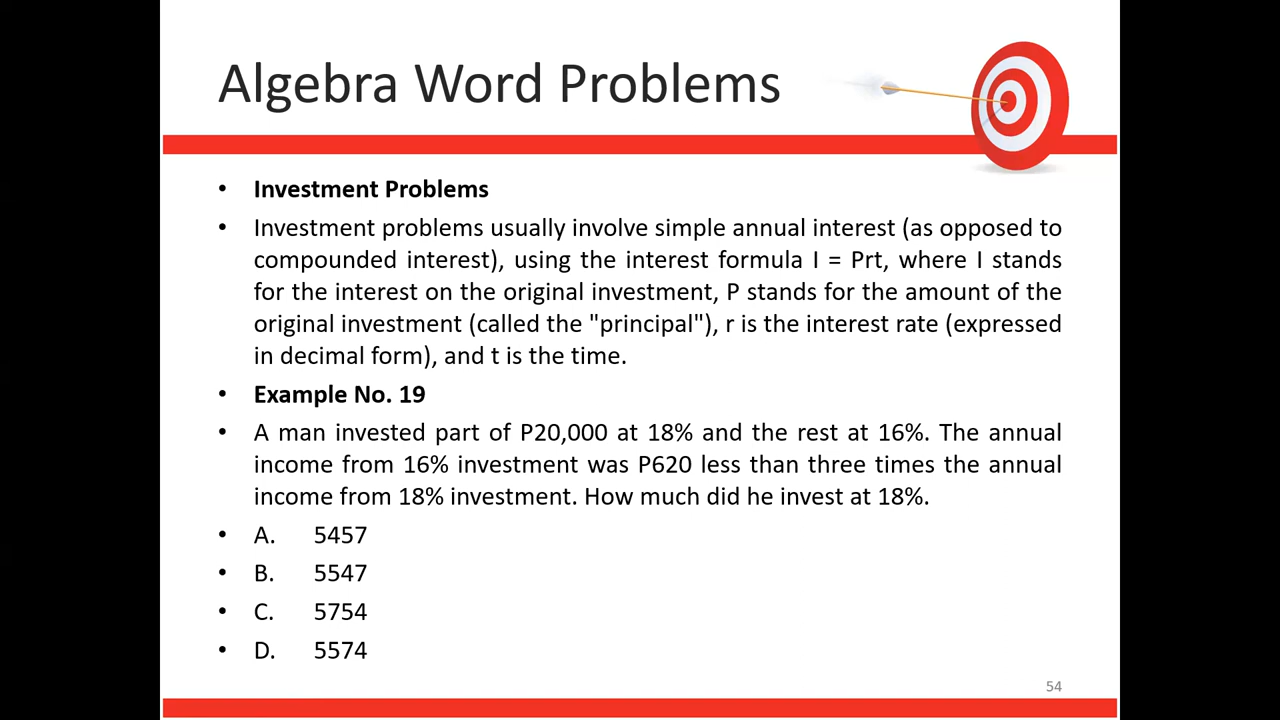 Algebra Word Problems
• Investment Problems
• Investment problems usually involve simple annual interest (as opposed to
compounded interest), using the interest formula I = Prt, where I stands
for the interest on the original investment, P stands for the amount of the
original investment (called the "principal"), r is the interest rate (expressed
in decimal form), and t is the time.
• Example No. 19
• A man invested part of P20,000 at 18% and the rest at 16%. The annual
income from 16% investment was P620 less than three times the annual
income from 18% investment. How much did he invest at 18%.
• A. 5457
• B. 5547
• C. 5754
• D. 5574
54